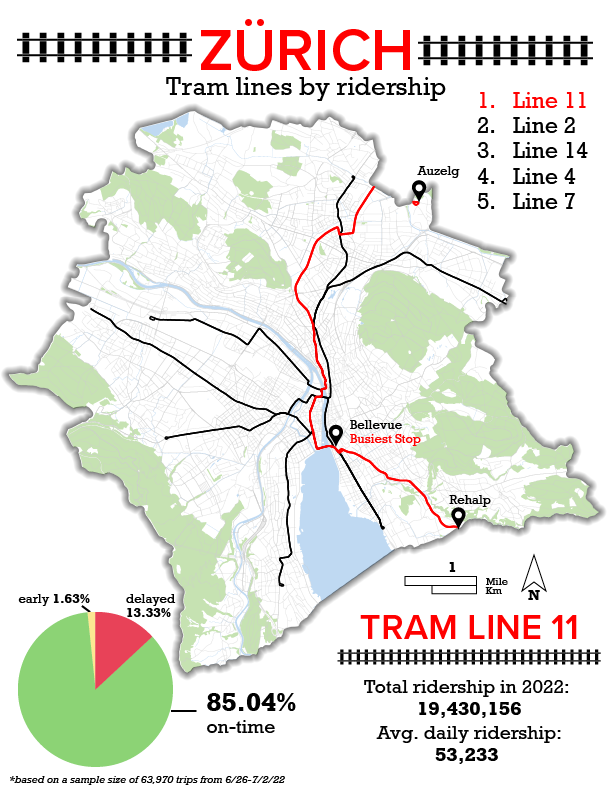 ZÜRICH
Tram lines by ridership
1. Line 11
2. Line 2
3. Line 14
4. Line 4
5. Line 7
Auzelg
Bellevue
Busiest Stop
Rehalp
1
Mile
Km
N
early 1.63%
delayed
13.33%
85.04%
on-time
*based on a sample size of 63,970 trips from 6/26-7/2/22
TRAM LINE 11
Total ridership in 2022:
19,430,156
Avg. daily ridership:
53,233